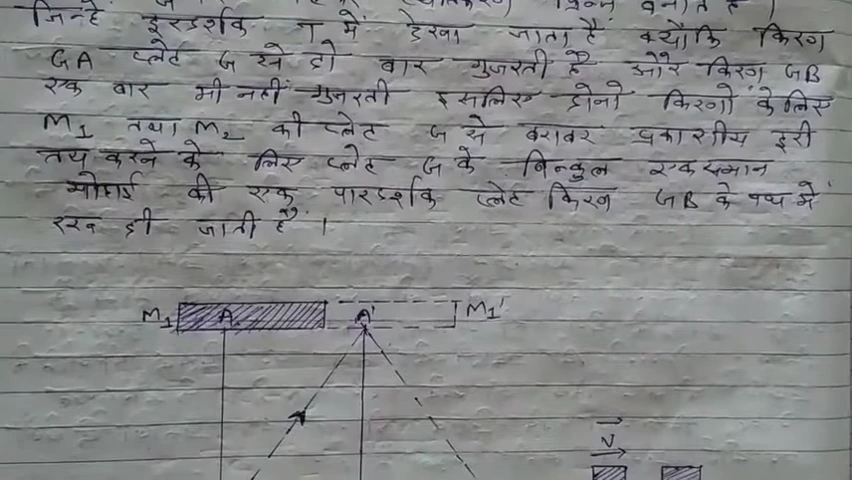 जिन्हे दूरदर्शक T में देखा जाता है क्योंकि किरण
GA प्लेट G से दो बार गुजरती है और किरण GB
एक बार भी नहीं गुजरती इसलिए दोनो किरणों के लिए
M₁ तथा M₂ की प्लेट G से बराबर प्रकाशीय दूरी
तय करने के लिए प्लेट G के बिल्कुल एकसमान
मोटाई की एक पारदर्शक प्लेट किरण GB के पथ में
रख दी जाती है ।
M₁ A A' M₁'
V